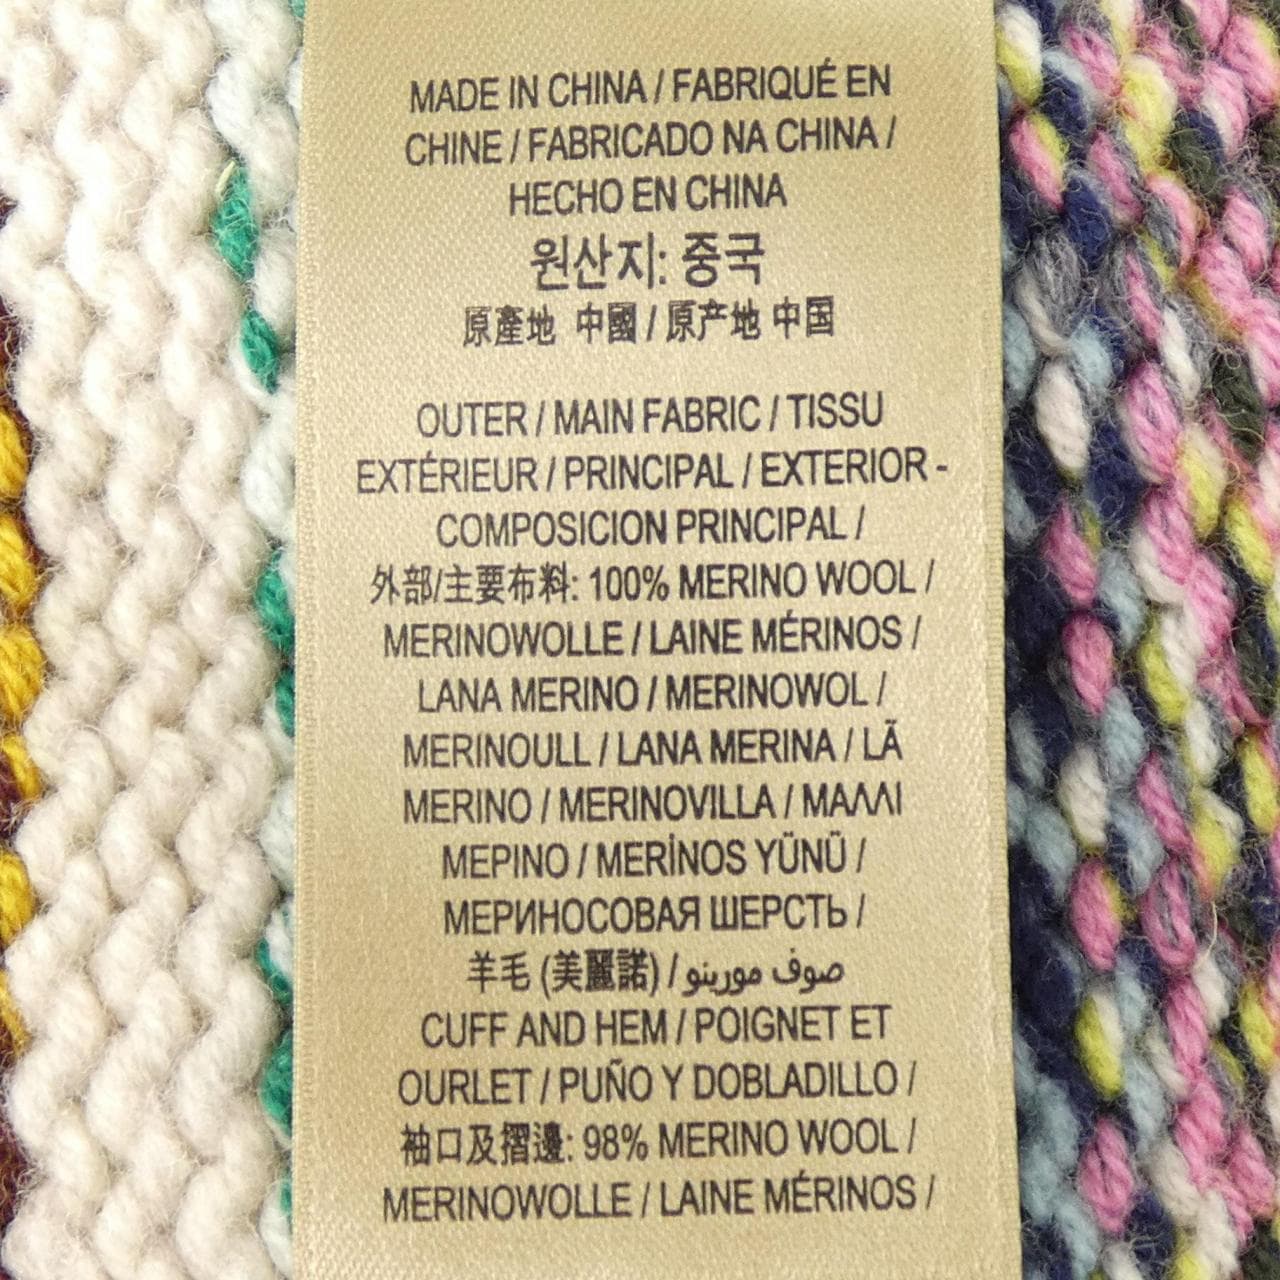 MADE IN CHINA / FABRIQUÉ EN
CHINE / FABRICADO NA CHINA /
HECHO EN CHINA
원산지: 중국
原產地 中國 / 原产地 中国
OUTER / MAIN FABRIC / TISSU
EXTÉRIEUR / PRINCIPAL / EXTERIOR -
COMPOSICION PRINCIPAL /
外部/主要布料: 100% MERINO WOOL /
MERINOWOLLE / LAINE MÉRINOS /
LANA MERINO / MERINOWOL /
MERINOULL / LANA MERINA / LÃ
MERINO / MERINOVILLA / ΜΑΛΛΙ
ΜΕΡΙΝΟ / MERİNOS YÜNÜ /
МЕРИНОСОВАЯ ШЕРСТЬ /
羊毛 (美麗諾) / صوف مورينو
CUFF AND HEM / POIGNET ET
OURLET / PUÑO Y DOBLADILLO /
袖口及摺邊: 98% MERINO WOOL /
MERINOWOLLE / LAINE MÉRINOS /